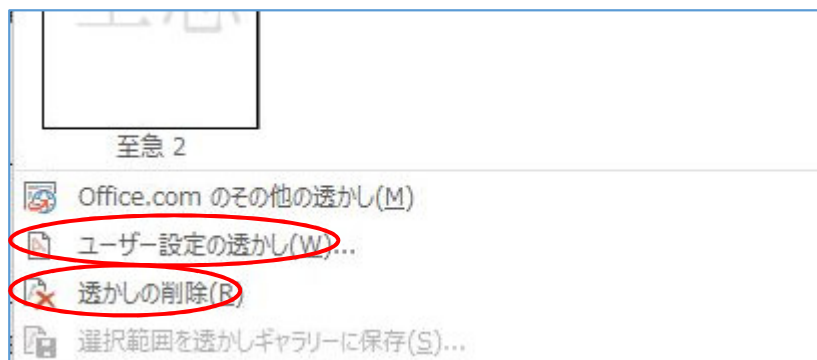 至急
至急 2
Office.com のその他の透かし(M)
ユーザー設定の透かし(W)...
透かしの削除(R)
選択範囲を透かしギャラリーに保存(S)...